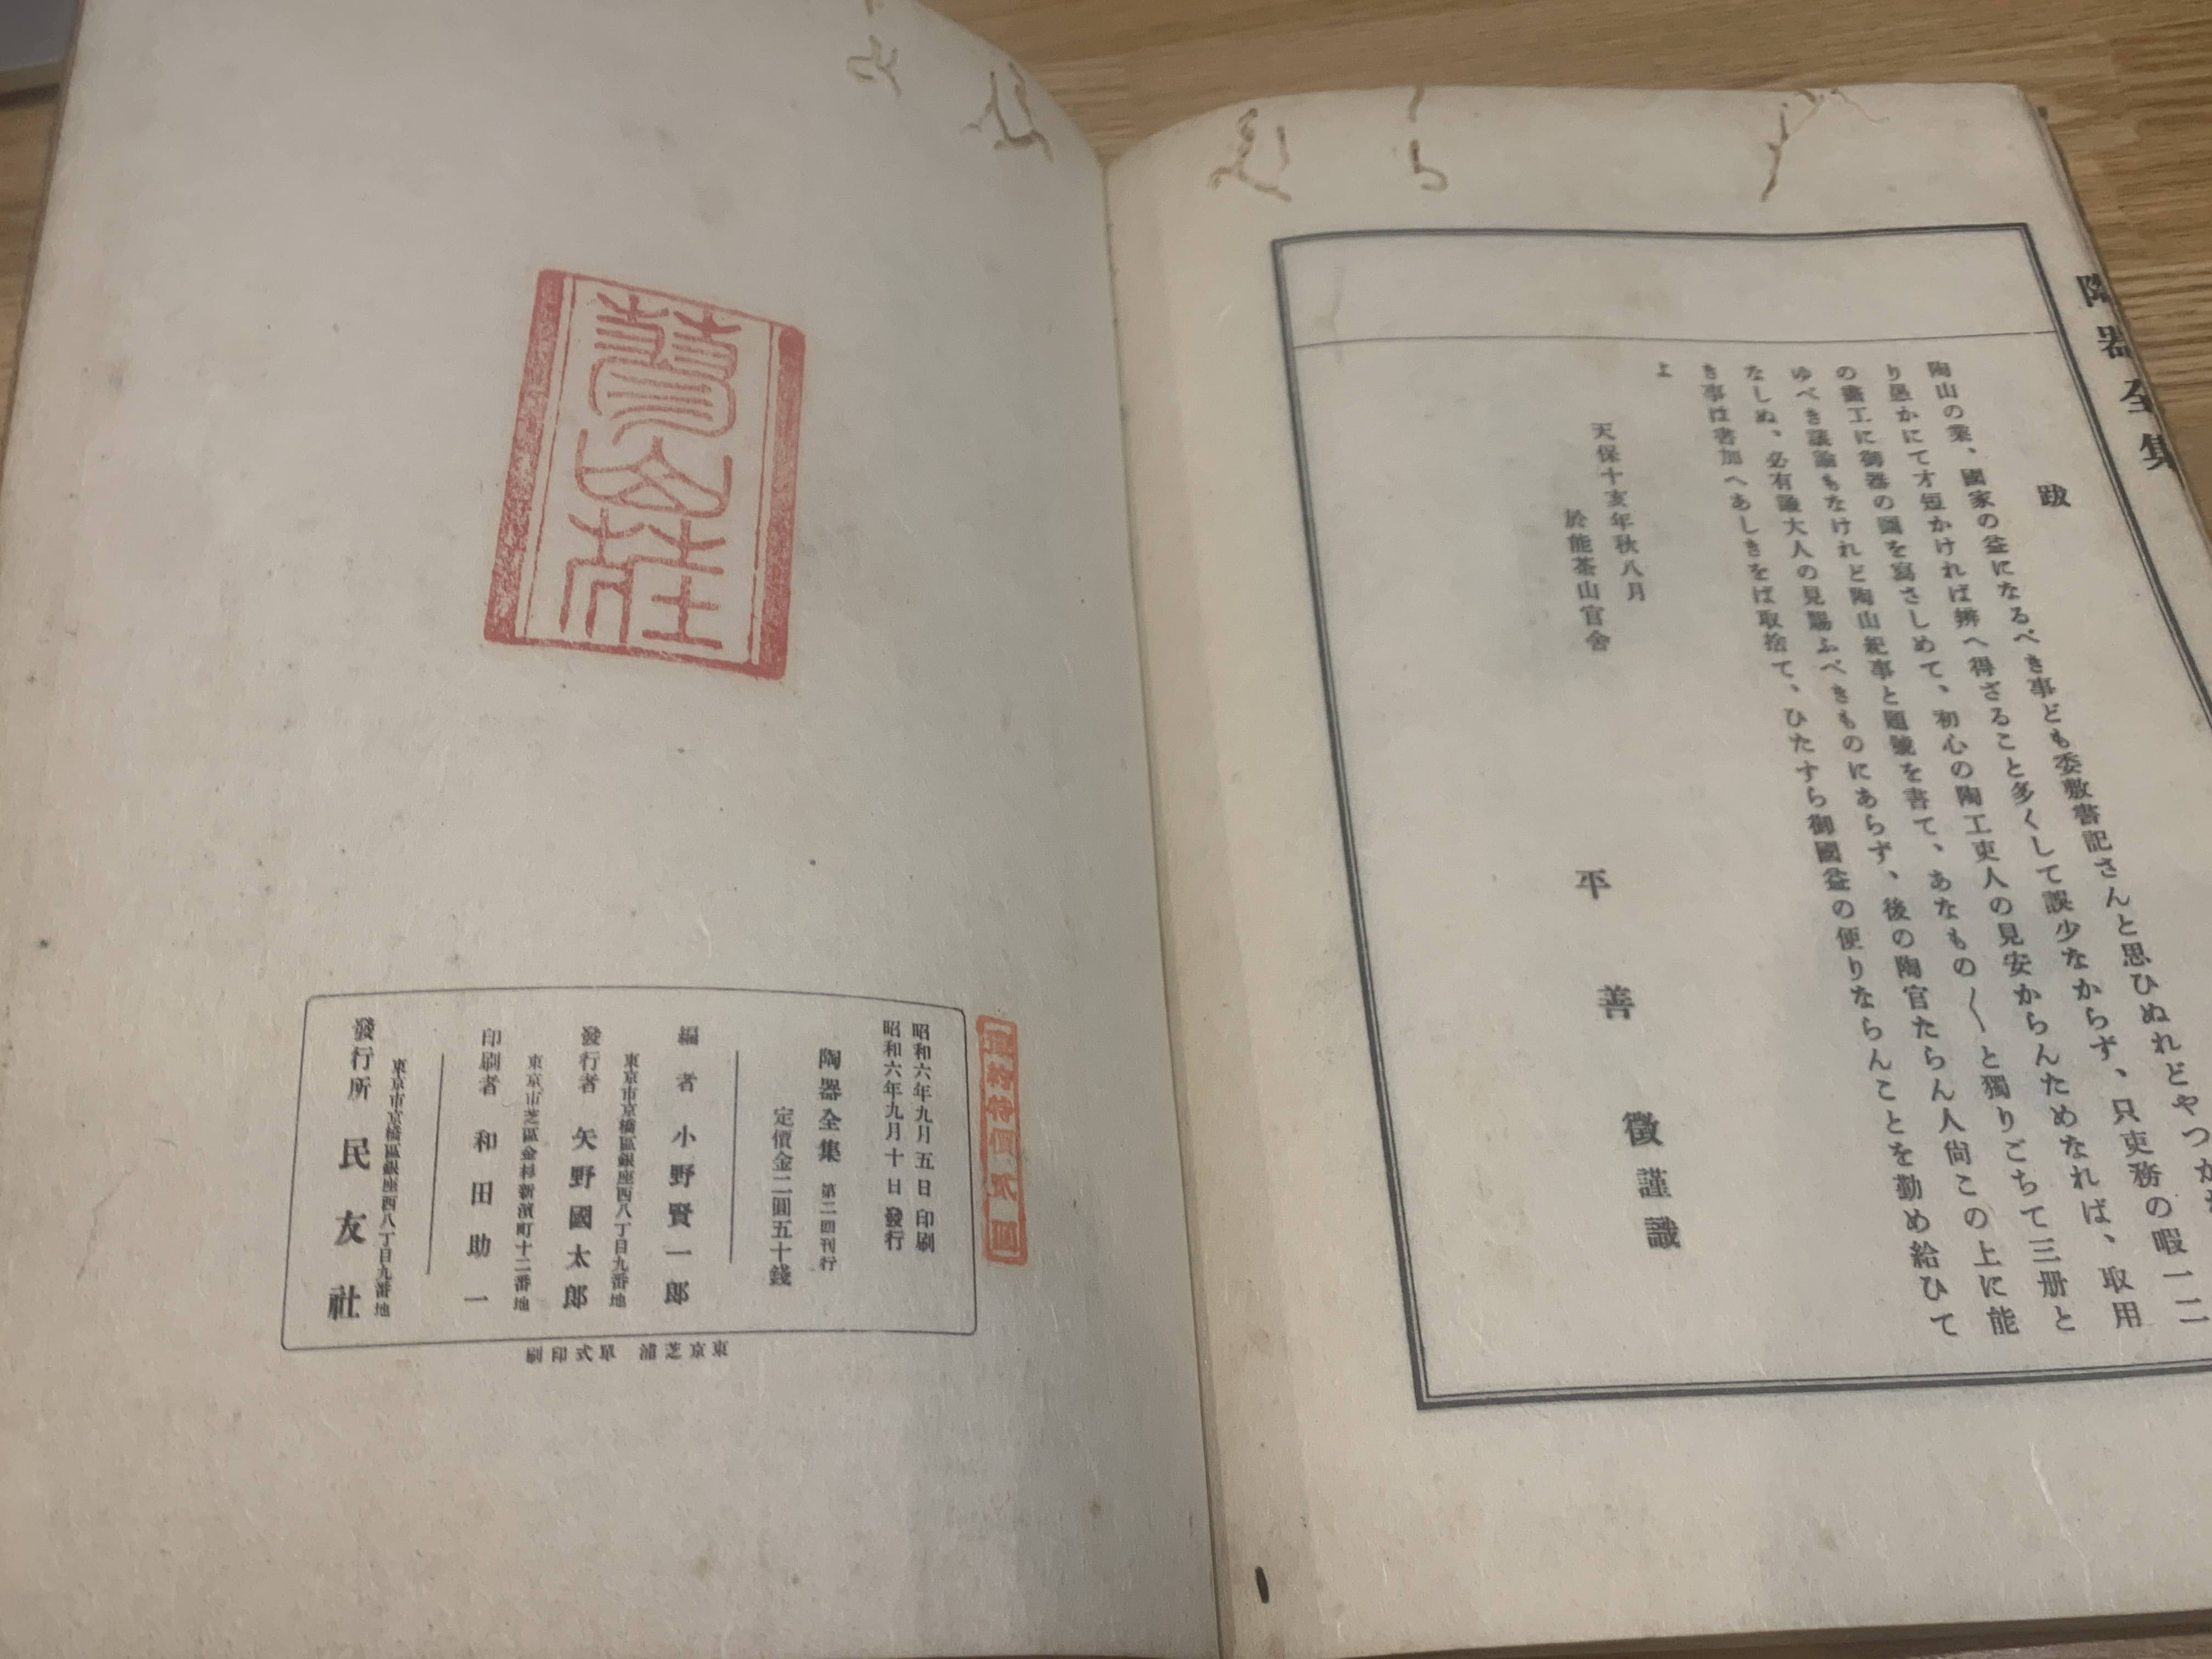 陶器全集
跋
陶山の業、國家の益になるべき事ども委敷書記さんと思ひぬれどやつがれ
り愚かにて才短かければ辨へ得ざること多くして誤少なからず、只吏務の暇一二
の畵工に御器の圖を寫さしめて、初心の陶工吏人の見安からんためなれば、取用
ゆべき議論もなけれど陶山紀事と題號を書て、あなもの〱と獨りごちて三册と
なしぬ、必有識大人の見賜ふべきものにあらず、後の陶官たらん人尙この上に能
き事は書加へあしきをば取捨て、ひたすら御國益の便りならんことを勤め給ひて
よ
天保十亥年秋八月
於能茶山官舍
平善徵謹識
特價貳圓
昭和六年九月五日印刷
昭和六年九月十日發行
陶器全集 第二回刊行
定價金二圓五十錢
編者 小野賢一郎
東京市京橋區銀座西八丁目九番地
發行者 矢野國太郎
東京市芝區金杉新濱町十二番地
印刷者 和田助一
東京市京橋區銀座西八丁目九番地
發行所 民友社
東京芝浦 單式印刷